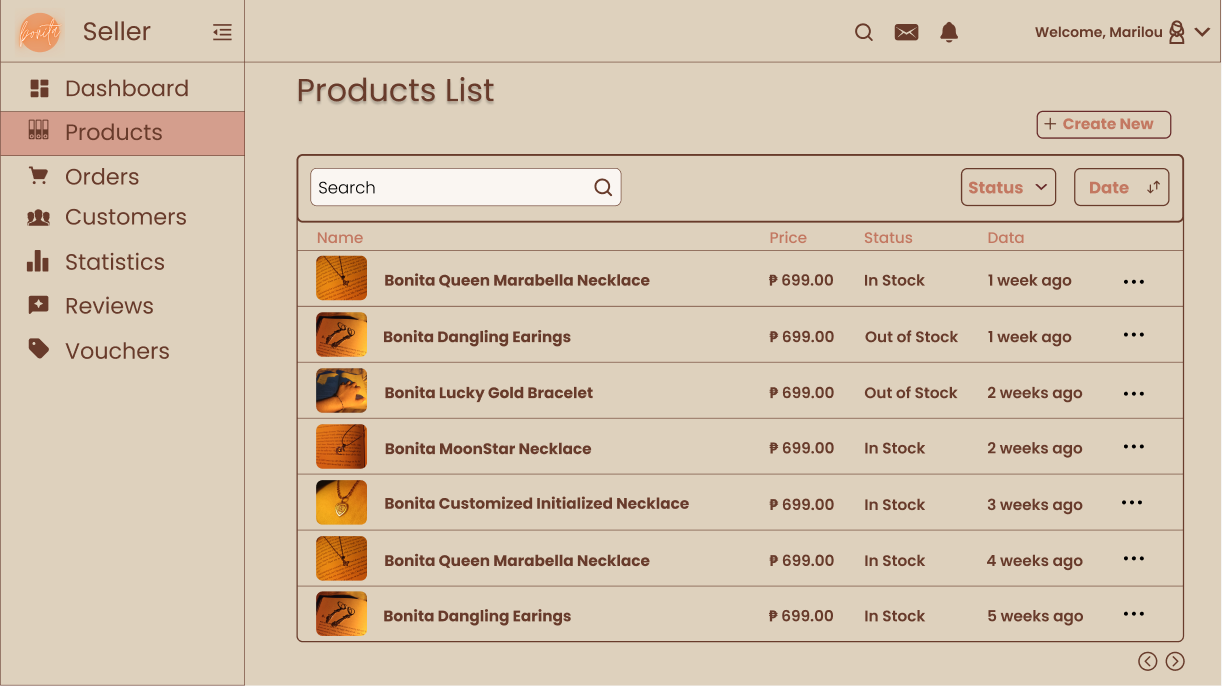 bonita Seller Welcome, Marilou
Dashboard
Products
Orders
Customers
Statistics
Reviews
Vouchers
Products List
+ Create New
Search Status Date
Name Price Status Data
Bonita Queen Marabella Necklace ₱ 699.00 In Stock 1 week ago
Bonita Dangling Earings ₱ 699.00 Out of Stock 1 week ago
Bonita Lucky Gold Bracelet ₱ 699.00 Out of Stock 2 weeks ago
Bonita MoonStar Necklace ₱ 699.00 In Stock 2 weeks ago
Bonita Customized Initialized Necklace ₱ 699.00 In Stock 3 weeks ago
Bonita Queen Marabella Necklace ₱ 699.00 In Stock 4 weeks ago
Bonita Dangling Earings ₱ 699.00 In Stock 5 weeks ago